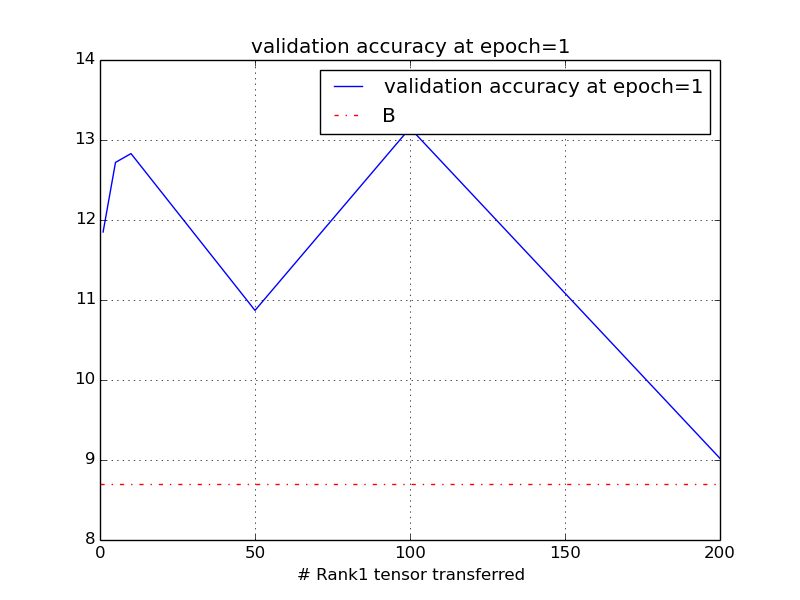 validation accuracy at epoch=1
validation accuracy at epoch=1
B
14
13
12
11
10
9
8
0 50 100 150 200
# Rank1 tensor transferred